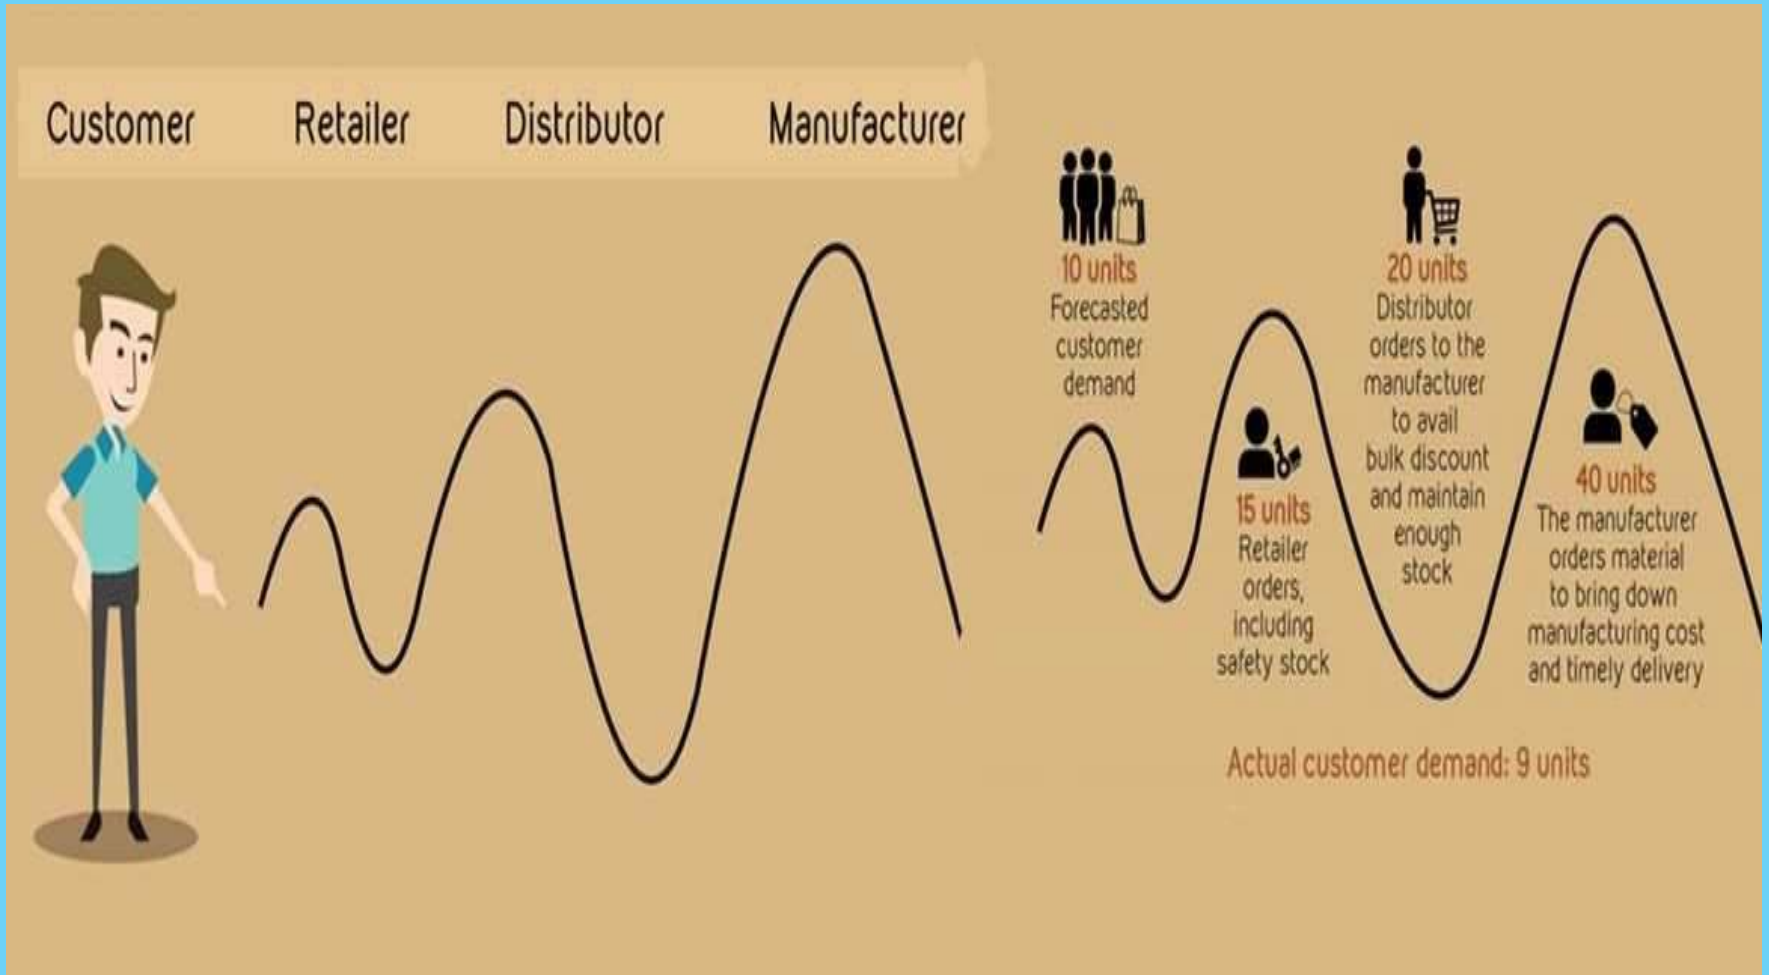 Customer Retailer Distributor Manufacturer
10 units
Forecasted
customer
demand
15 units
Retailer
orders,
including
safety stock
20 units
Distributor
orders to the
manufacturer
to avail
bulk discount
and maintain
enough
stock
40 units
The manufacturer
orders material
to bring down
manufacturing cost
and timely delivery
Actual customer demand: 9 units